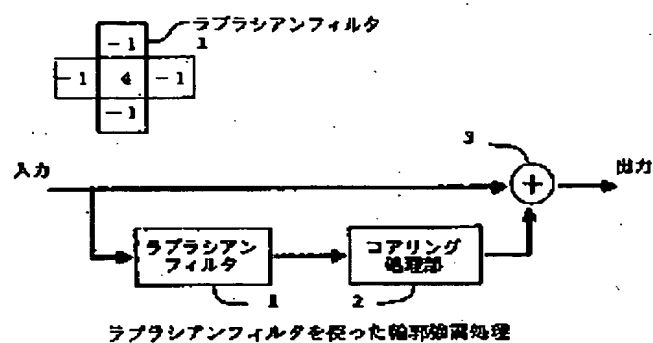 ラプラシアンフィルタ
1
-1
-1 4 -1
-1
3
入力
出力
+
ラプラシアン
フィルタ
コアリング
処理部
1
2
ラプラシアンフィルタを使った輪郭強調処理